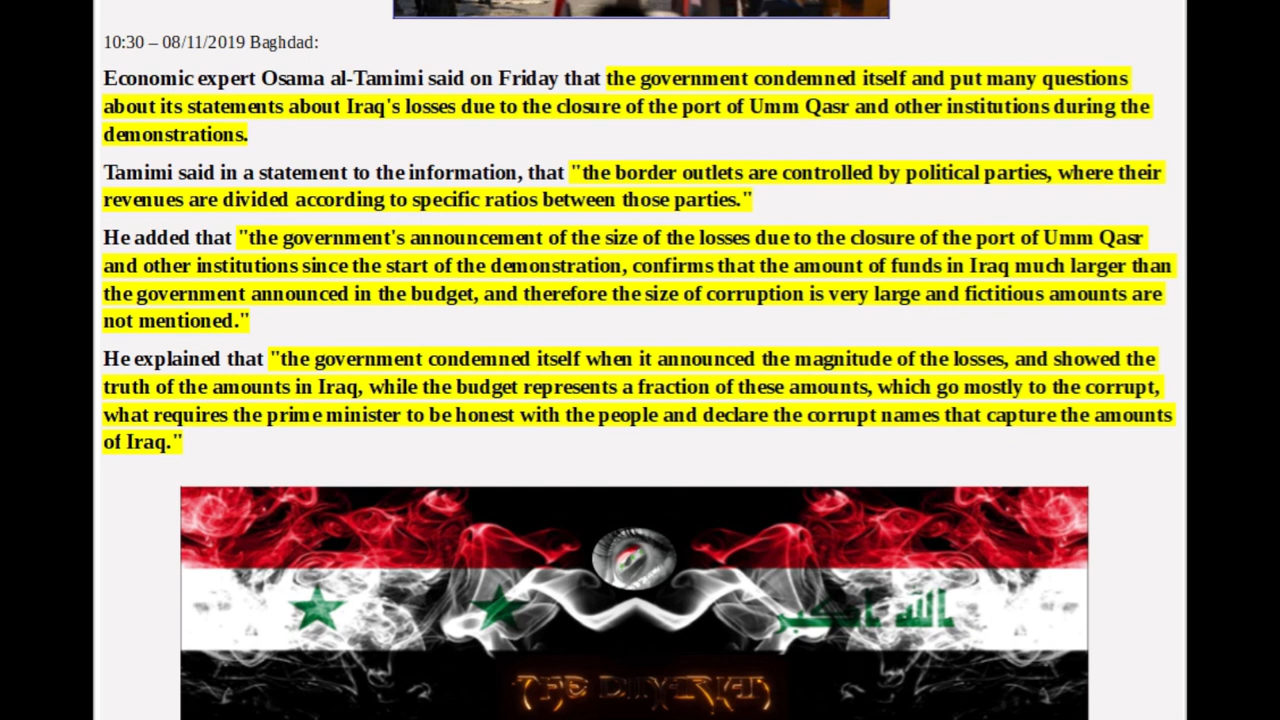 10:30 – 08/11/2019 Baghdad:
Economic expert Osama al-Tamimi said on Friday that the government condemned itself and put many questions
about its statements about Iraq's losses due to the closure of the port of Umm Qasr and other institutions during the
demonstrations.
Tamimi said in a statement to the information, that "the border outlets are controlled by political parties, where their
revenues are divided according to specific ratios between those parties."
He added that "the government's announcement of the size of the losses due to the closure of the port of Umm Qasr
and other institutions since the start of the demonstration, confirms that the amount of funds in Iraq much larger than
the government announced in the budget, and therefore the size of corruption is very large and fictitious amounts are
not mentioned."
He explained that "the government condemned itself when it announced the magnitude of the losses, and showed the
truth of the amounts in Iraq, while the budget represents a fraction of these amounts, which go mostly to the corrupt,
what requires the prime minister to be honest with the people and declare the corrupt names that capture the amounts
of Iraq."
الله اكبر
THE DINARIAN